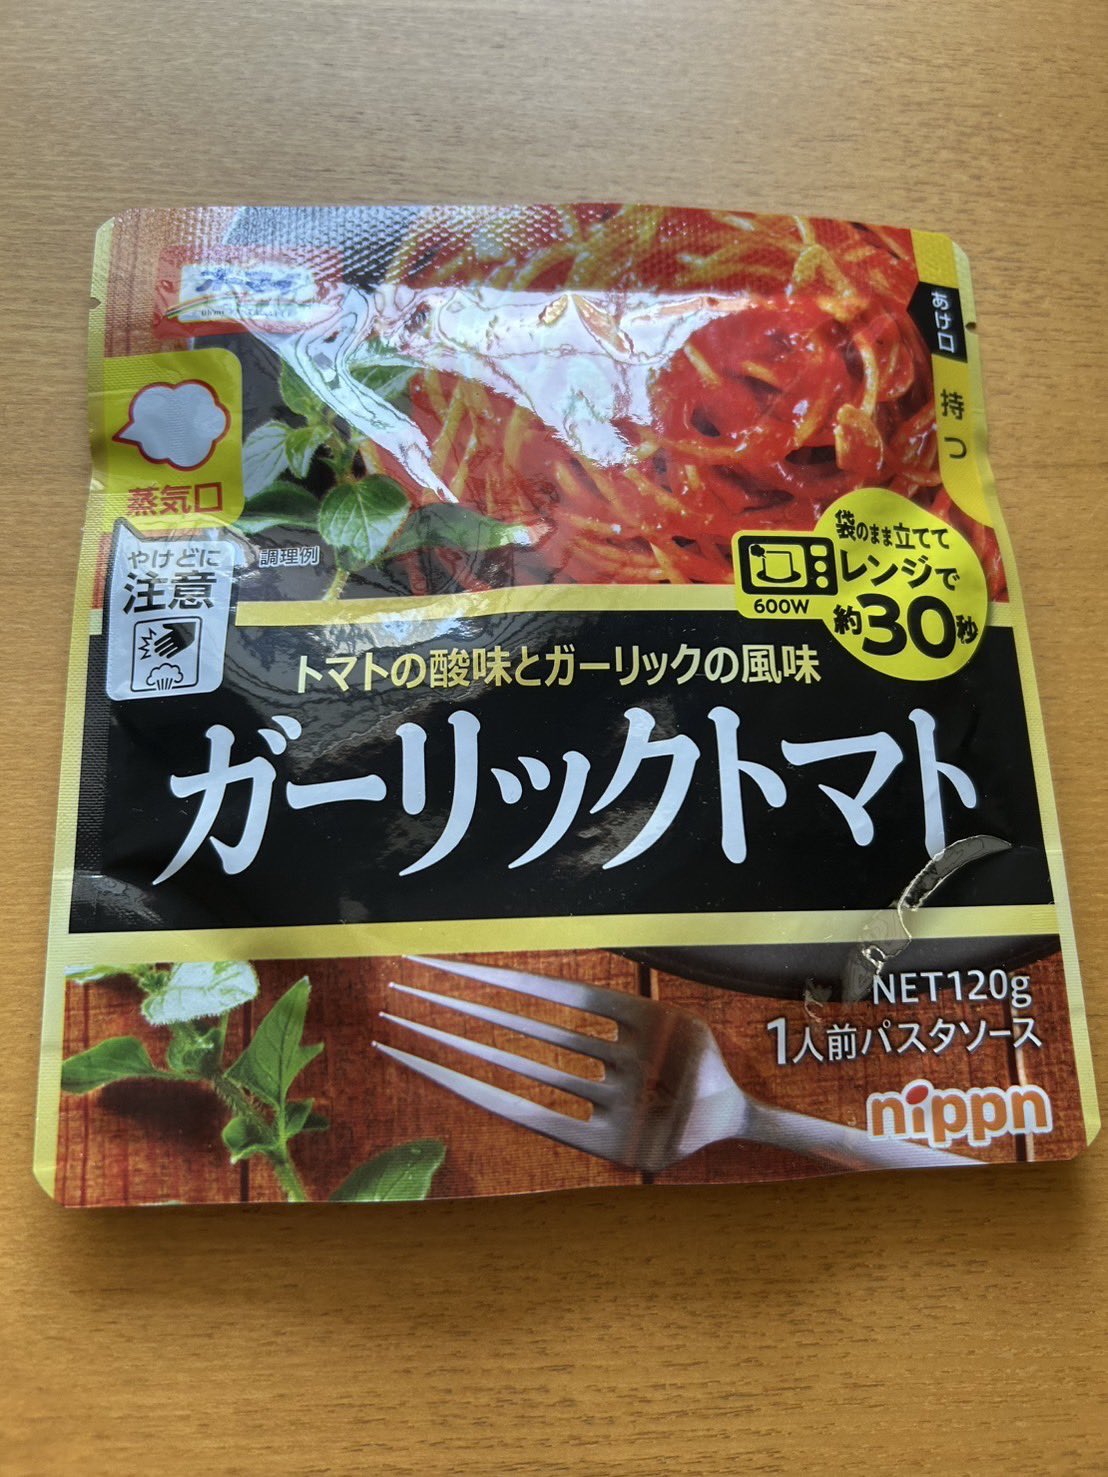 あけ口
持つ
蒸気口
やけどに
注意
調理例
袋のまま立てて
レンジで
約30秒
600W
トマトの酸味とガーリックの風味
ガーリックトマト
NET120g
1人前パスタソース
nippn